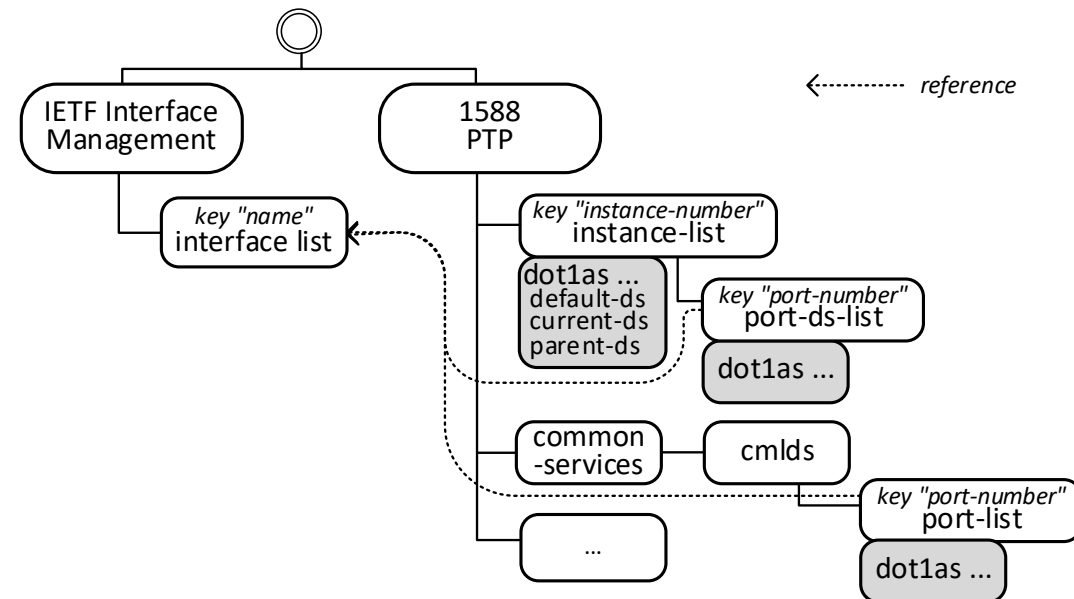 IETF Interface
Management
1588
PTP
reference
key "name"
interface list
key "instance-number"
instance-list
dot1as ...
default-ds
current-ds
parent-ds
key "port-number"
port-ds-list
dot1as ...
common
-services
cmlds
key "port-number"
port-list
...
dot1as ...